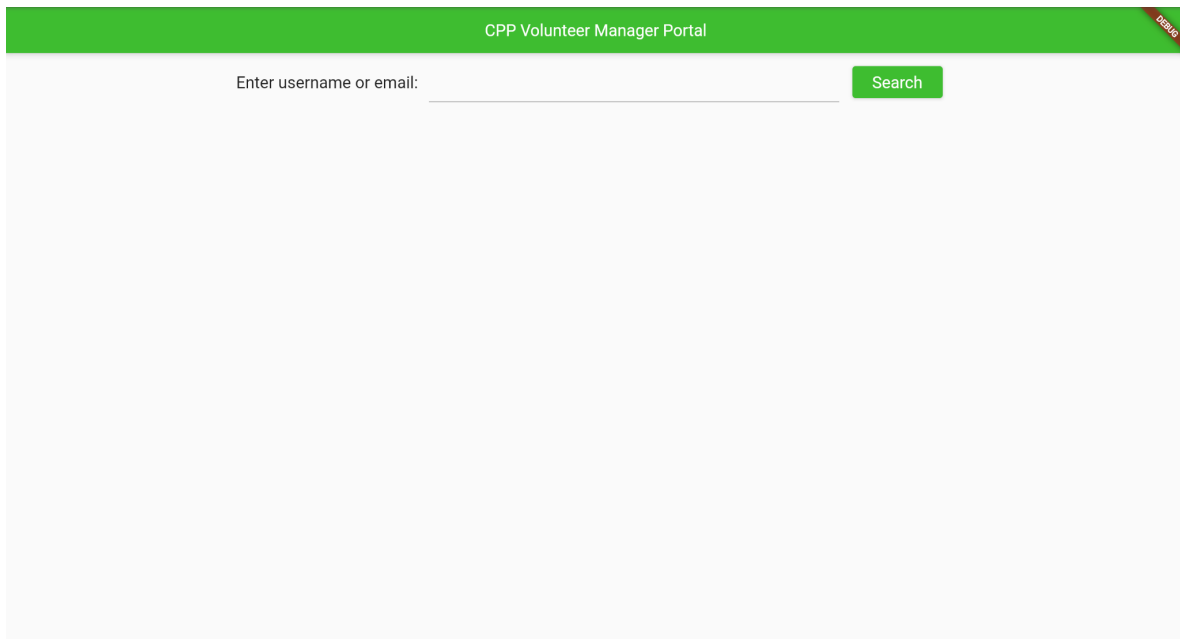 CPP Volunteer Manager Portal
DEBUG
Enter username or email:
Search